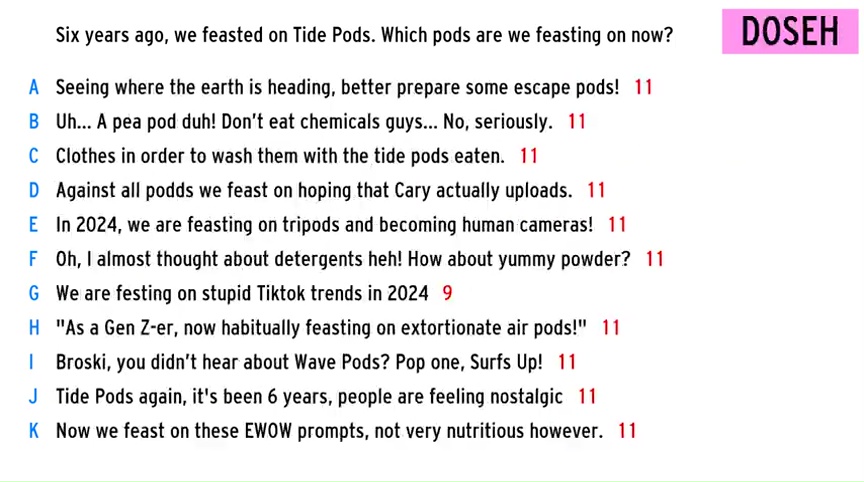 Six years ago, we feasted on Tide Pods. Which pods are we feasting on now?
DOSEH
A Seeing where the earth is heading, better prepare some escape pods! 11
B Uh... A pea pod duh! Don't eat chemicals guys... No, seriously. 11
C Clothes in order to wash them with the tide pods eaten. 11
D Against all podds we feast on hoping that Cary actually uploads. 11
E In 2024, we are feasting on tripods and becoming human cameras! 11
F Oh, I almost thought about detergents heh! How about yummy powder? 11
G We are festing on stupid Tiktok trends in 2024 9
H "As a Gen Z-er, now habitually feasting on extortionate air pods!" 11
I Broski, you didn't hear about Wave Pods? Pop one, Surfs Up! 11
J Tide Pods again, it's been 6 years, people are feeling nostalgic 11
K Now we feast on these EWOW prompts, not very nutritious however. 11